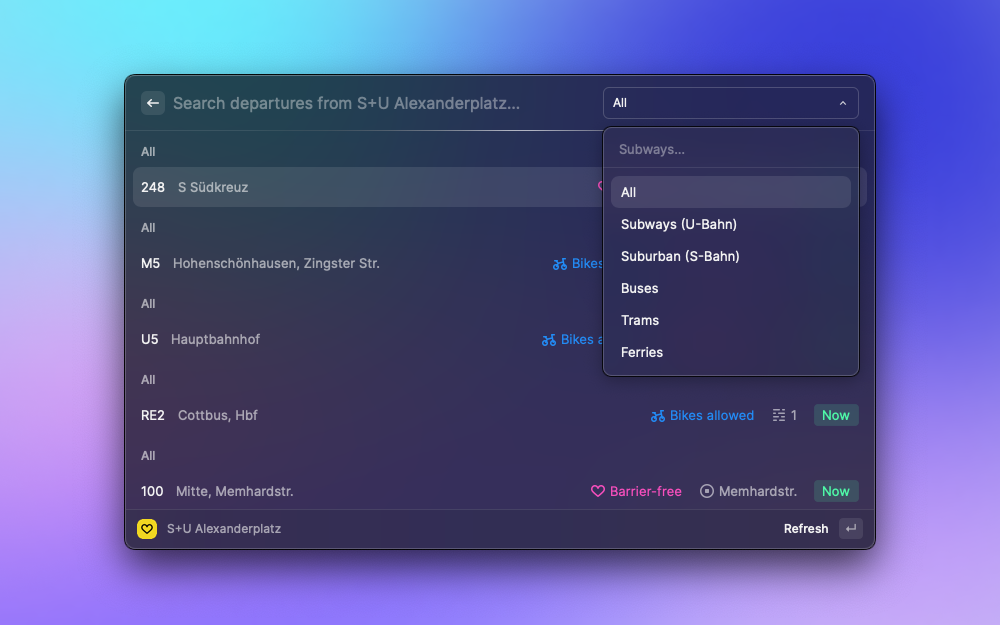 Search departures from S+U Alexanderplatz...
All
Subways...
All
Subways (U-Bahn)
Suburban (S-Bahn)
Buses
Trams
Ferries
All
248 S Südkreuz
All
M5 Hohenschönhausen, Zingster Str. Bikes
All
U5 Hauptbahnhof Bikes a
All
RE2 Cottbus, Hbf Bikes allowed 1 Now
All
100 Mitte, Memhardstr. Barrier-free Memhardstr. Now
S+U Alexanderplatz Refresh